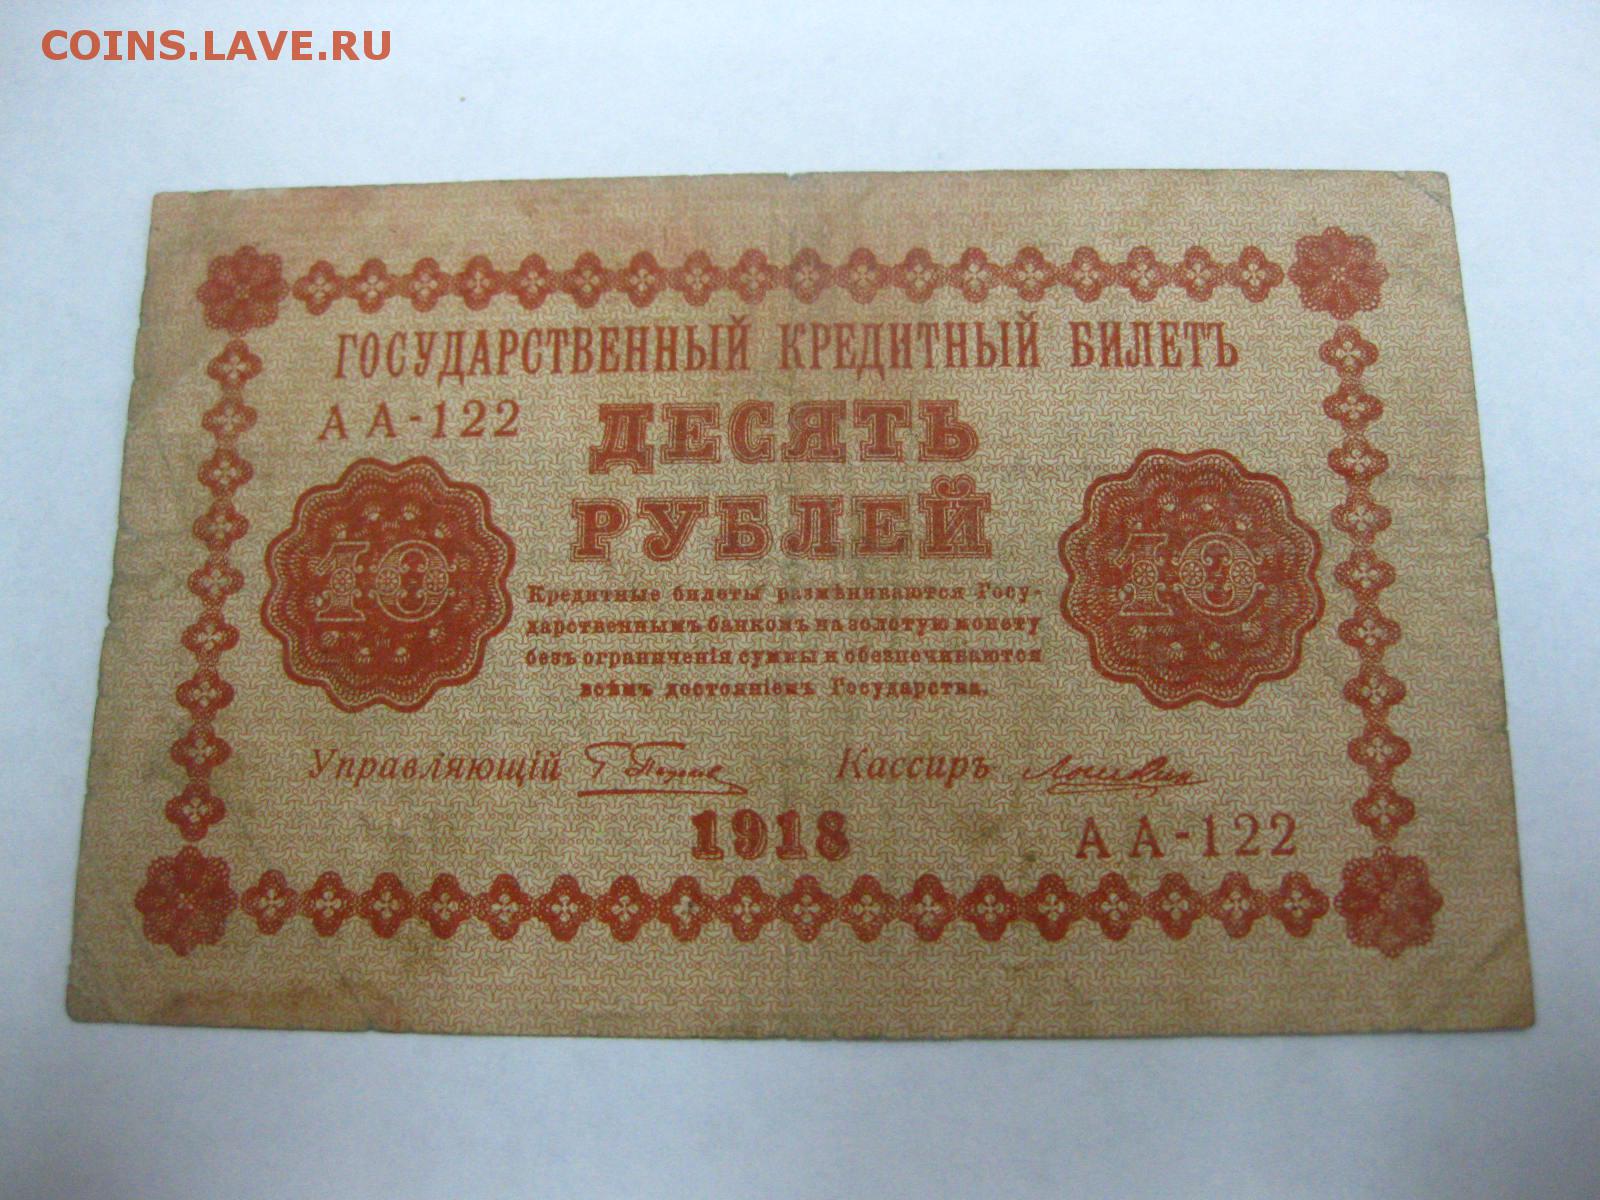 COINS.LAVE.RU
ГОСУДАРСТВЕННЫЙ КРЕДИТНЫЙ БИЛЕТЪ
АА-122
ДЕСЯТЬ
РУБЛЕЙ
10
10
Кредитные билеты размѣниваются Госу-
дарственнымъ банкомъ на золотую монету
безъ ограниченія суммы и обезпечиваются
всѣмъ достояніемъ Государства.
Управляющій
Кассиръ
1918
АА-122